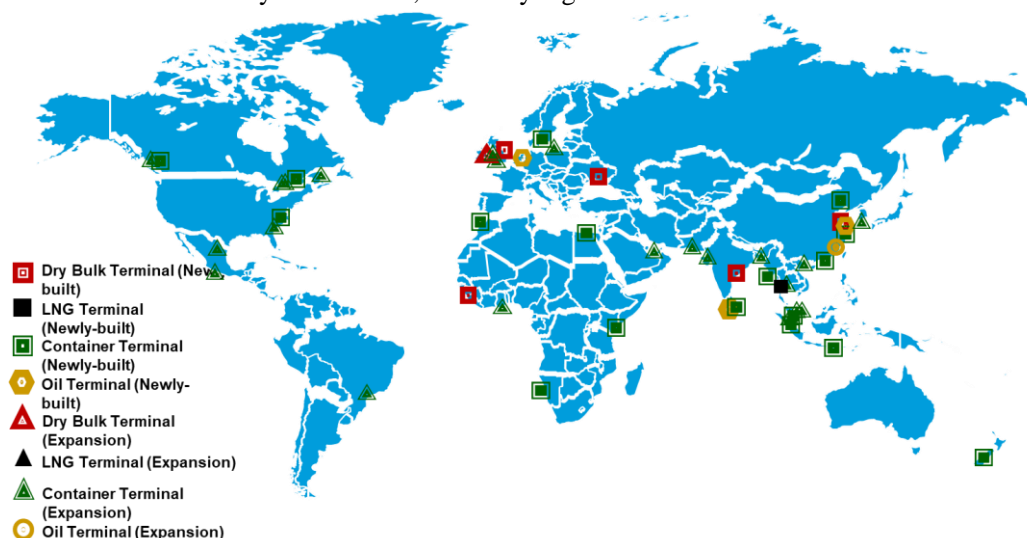 Dry Bulk Terminal (New
built)
LNG Terminal
(Newly-built)
Container Terminal
(Newly-built)
Oil Terminal (Newly-
built)
Dry Bulk Terminal
(Expansion)
LNG Terminal (Expansion)
Container Terminal
(Expansion)
Oil Terminal (Expansion)